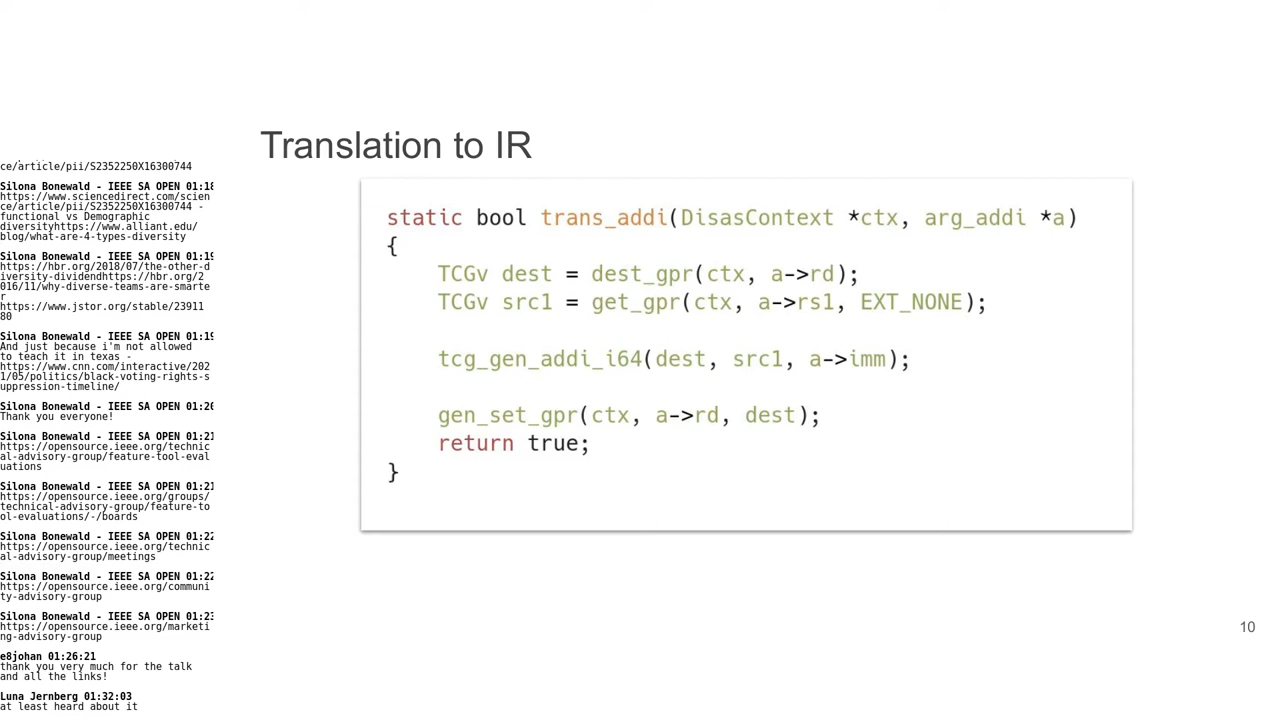 ce/article/pii/S2352250X16300744
Silona Bonewald - IEEE SA OPEN 01:18
https://www.sciencedirect.com/scien
ce/article/pii/S2352250X16300744 -
functional vs Demographic
diversityhttps://www.alliant.edu/
blog/what-are-4-types-diversity
Silona Bonewald - IEEE SA OPEN 01:19
https://hbr.org/2018/07/the-other-d
iversity-dividendhttps://hbr.org/2
016/11/why-diverse-teams-are-smarte
r
https://www.jstor.org/stable/23911
80
Silona Bonewald - IEEE SA OPEN 01:19
And just because i'm not allowed
to teach it in texas -
https://www.cnn.com/interactive/202
1/05/politics/black-voting-rights-s
uppression-timeline/
Silona Bonewald - IEEE SA OPEN 01:20
Thank you everyone!
Silona Bonewald - IEEE SA OPEN 01:21
https://opensource.ieee.org/technic
al-advisory-group/feature-tool-eval
uations
Silona Bonewald - IEEE SA OPEN 01:21
https://opensource.ieee.org/groups/
technical-advisory-group/feature-to
ol-evaluations/-/boards
Silona Bonewald - IEEE SA OPEN 01:22
https://opensource.ieee.org/technic
al-advisory-group/meetings
Silona Bonewald - IEEE SA OPEN 01:22
https://opensource.ieee.org/communi
ty-advisory-group
Silona Bonewald - IEEE SA OPEN 01:23
https://opensource.ieee.org/marketi
ng-advisory-group
e8johan 01:26:21
thank you very much for the talk
and all the links!
Luna Jernberg 01:32:03
at least heard about it
Translation to IR
static bool trans_addi(DisasContext *ctx, arg_addi *a)
{
TCGv dest = dest_gpr(ctx, a->rd);
TCGv src1 = get_gpr(ctx, a->rs1, EXT_NONE);
tcg_gen_addi_i64(dest, src1, a->imm);
gen_set_gpr(ctx, a->rd, dest);
return true;
}
10